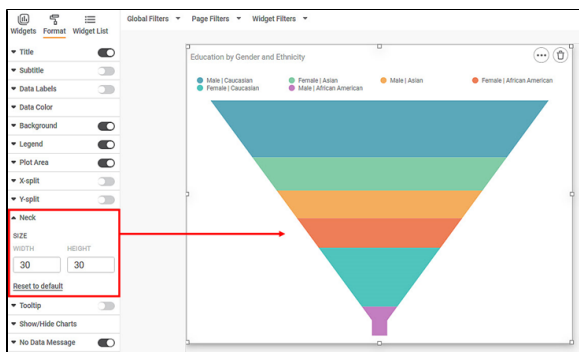 Global Filters Page Filters Widget Filters
Widgets Format Widget List
Title
Subtitle
Data Labels
Data Color
Background
Legend
Plot Area
X-split
Y-split
Neck
SIZE
WIDTH HEIGHT
30 30
Reset to default
Tooltip
Show/Hide Charts
No Data Message
Education by Gender and Ethnicity
Male | Caucasian Female | Asian Male | Asian Female | African American
Female | Caucasian Male | African American